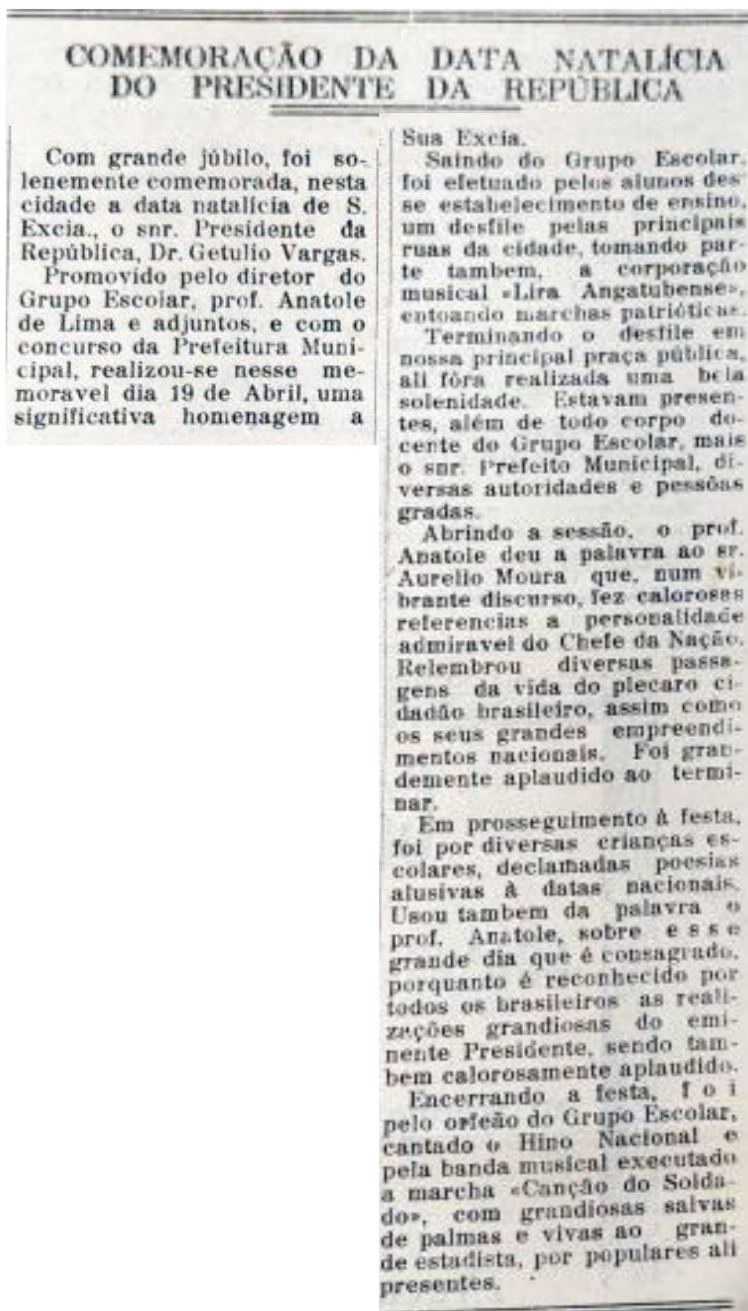 COMEMORAÇÃO DA DATA NATALÍCIA
DO PRESIDENTE DA REPÚBLICA
Com grande júbilo, foi so-
lenemente comemorada, nesta
cidade a data natalicia de S.
Excia., o snr. Presidente da
República, Dr. Getulio Vargas.
Promovido pelo diretor do
Grupo Escolar, prof. Anatole
de Lima e adjuntos, e com o
concurso da Prefeitura Muni-
cipal, realizou-se nesse me-
moravel dia 19 de Abril, uma
significativa homenagem a
Sua Excia.
Saindo do Grupo Escolar,
foi efetuado pelos alunos des-
se estabelecimento de ensino,
um desfile pelas principais
ruas da cidade, tomando par-
te tambem, a corporação
musical «Lira Angatubense»,
entoando marchas patrióticas.
Terminando o desfile em
nossa principal praça pública,
ali fôra realizada uma bela
solenidade. Estavam presen-
tes, além de todo corpo do-
cente do Grupo Escolar, mais
o snr. Prefeito Municipal, di-
versas autoridades e pessôas
gradas.
Abrindo a sessão, o prof.
Anatole deu a palavra ao sr.
Aurelio Moura que, num vi-
brante discurso, fez calorosas
referencias a personalidade
admiravel do Chefe da Nação.
Relembrou diversas passa-
gens da vida do plecaro ci-
dadão brasileiro, assim como
os seus grandes empreendi-
mentos nacionais. Foi gran-
demente aplaudido ao termi-
nar.
Em prosseguimento à festa,
foi por diversas crianças es-
colares, declamadas poesias
alusivas à datas nacionais.
Usou tambem da palavra o
prof. Anatole, sobre esse
grande dia que é consagrado,
porquanto é reconhecido por
todos os brasileiros as reali-
zações grandiosas do emi-
nente Presidente, sendo tam-
bem calorosamente aplaudido.
Encerrando a festa, foi
pelo orfeão do Grupo Escolar,
cantado o Hino Nacional e
pela banda musical executado
a marcha «Canção do Solda-
do», com grandiosas salvas
de palmas e vivas ao gran-
de estadista, por populares ali
presentes.